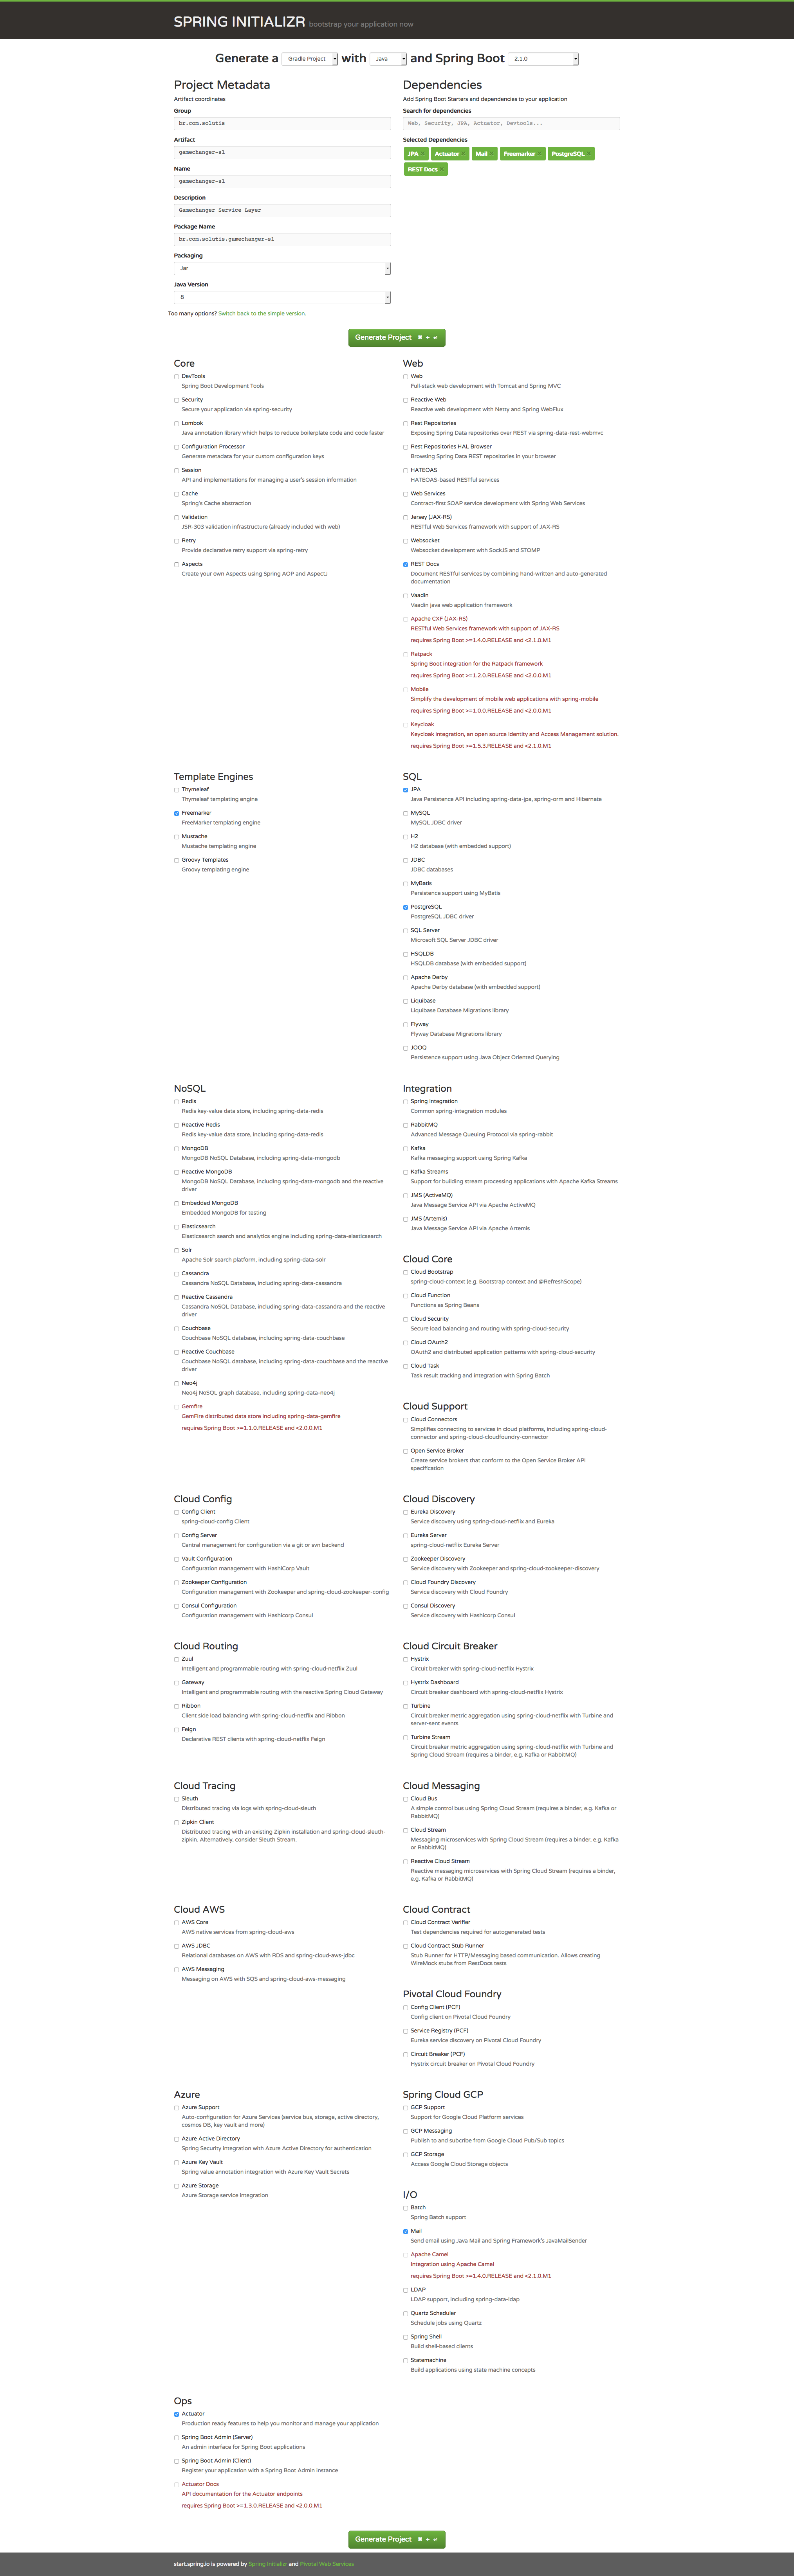 SPRING INITIALIZR bootstrap your application now
Generate a Gradle Project with Java and Spring Boot 2.1.0
Project Metadata
Artifact coordinates
Group
br.com.solutis
Artifact
gamechanger-sl
Name
gamechanger-sl
Description
Gamechanger Service Layer
Package Name
br.com.solutis.gamechanger-sl
Packaging
Jar
Java Version
8
Too many options? Switch back to the simple version.
Dependencies
Add Spring Boot Starters and dependencies to your application
Search for dependencies
Web, Security, JPA, Actuator, Devtools...
Selected Dependencies
JPA × Actuator × Mail × Freemarker × PostgreSQL ×
REST Docs ×
Generate Project
Core
DevTools
Spring Boot Development Tools
Security
Secure your application via spring-security
Lombok
Java annotation library which helps to reduce boilerplate code and code faster
Configuration Processor
Generate metadata for your custom configuration keys
Session
API and implementations for managing a user's session information
Cache
Spring's Cache abstraction
Validation
JSR-303 validation infrastructure (already included with web)
Retry
Provide declarative retry support via spring-retry
Aspects
Create your own Aspects using Spring AOP and AspectJ
Web
Web
Full-stack web development with Tomcat and Spring MVC
Reactive Web
Reactive web development with Netty and Spring WebFlux
Rest Repositories
Exposing Spring Data repositories over REST via spring-data-rest-webmvc
Rest Repositories HAL Browser
Browsing Spring Data REST repositories in your browser
HATEOAS
HATEOAS-based RESTful services
Web Services
Contract-first SOAP service development with Spring Web Services
Jersey (JAX-RS)
RESTful Web Services framework with support of JAX-RS
Websocket
Websocket development with SockJS and STOMP
REST Docs
Document RESTful services by combining hand-written and auto-generated
documentation
Vaadin
Vaadin java web application framework
Apache CXF (JAX-RS)
RESTful Web Services framework with support of JAX-RS
requires Spring Boot >=1.4.0.RELEASE and <2.1.0.M1
Ratpack
Spring Boot integration for the Ratpack framework
requires Spring Boot >=1.2.0.RELEASE and <2.0.0.M1
Mobile
Simplify the development of mobile web applications with spring-mobile
requires Spring Boot >=1.0.0.RELEASE and <2.0.0.M1
Keycloak
Keycloak integration, an open source Identity and Access Management solution.
requires Spring Boot >=1.5.3.RELEASE and <2.1.0.M1
Template Engines
Thymeleaf
Thymeleaf templating engine
Freemarker
FreeMarker templating engine
Mustache
Mustache templating engine
Groovy Templates
Groovy templating engine
SQL
JPA
Java Persistence API including spring-data-jpa, spring-orm and Hibernate
MySQL
MySQL JDBC driver
H2
H2 database (with embedded support)
JDBC
JDBC databases
MyBatis
Persistence support using MyBatis
PostgreSQL
PostgreSQL JDBC driver
SQL Server
Microsoft SQL Server JDBC driver
HSQLDB
HSQLDB database (with embedded support)
Apache Derby
Apache Derby database (with embedded support)
Liquibase
Liquibase Database Migrations library
Flyway
Flyway Database Migrations library
JOOQ
Persistence support using Java Object Oriented Querying
NoSQL
Redis
Redis key-value data store, including spring-data-redis
Reactive Redis
Redis key-value data store, including spring-data-redis
MongoDB
MongoDB NoSQL Database, including spring-data-mongodb
Reactive MongoDB
MongoDB NoSQL Database, including spring-data-mongodb and the reactive
driver
Embedded MongoDB
Embedded MongoDB for testing
Elasticsearch
Elasticsearch search and analytics engine including spring-data-elasticsearch
Solr
Apache Solr search platform, including spring-data-solr
Cassandra
Cassandra NoSQL Database, including spring-data-cassandra
Reactive Cassandra
Cassandra NoSQL Database, including spring-data-cassandra and the reactive
driver
Couchbase
Couchbase NoSQL database, including spring-data-couchbase
Reactive Couchbase
Couchbase NoSQL database, including spring-data-couchbase and the reactive
driver
Neo4j
Neo4j NoSQL graph database, including spring-data-neo4j
Gemfire
GemFire distributed data store including spring-data-gemfire
requires Spring Boot >=1.1.0.RELEASE and <2.0.0.M1
Integration
Spring Integration
Common spring-integration modules
RabbitMQ
Advanced Message Queuing Protocol via spring-rabbit
Kafka
Kafka messaging support using Spring Kafka
Kafka Streams
Support for building stream processing applications with Apache Kafka Streams
JMS (ActiveMQ)
Java Message Service API via Apache ActiveMQ
JMS (Artemis)
Java Message Service API via Apache Artemis
Cloud Core
Cloud Bootstrap
spring-cloud-context (e.g. Bootstrap context and @RefreshScope)
Cloud Function
Functions as Spring Beans
Cloud Security
Secure load balancing and routing with spring-cloud-security
Cloud OAuth2
OAuth2 and distributed application patterns with spring-cloud-security
Cloud Task
Task result tracking and integration with Spring Batch
Cloud Support
Cloud Connectors
Simplifies connecting to services in cloud platforms, including spring-cloud-
connector and spring-cloud-cloudfoundry-connector
Open Service Broker
Create service brokers that conform to the Open Service Broker API
specification
Cloud Config
Config Client
spring-cloud-config Client
Config Server
Central management for configuration via a git or svn backend
Vault Configuration
Configuration management with HashiCorp Vault
Zookeeper Configuration
Configuration management with Zookeeper and spring-cloud-zookeeper-config
Consul Configuration
Configuration management with Hashicorp Consul
Cloud Discovery
Eureka Discovery
Service discovery using spring-cloud-netflix and Eureka
Eureka Server
spring-cloud-netflix Eureka Server
Zookeeper Discovery
Service discovery with Zookeeper and spring-cloud-zookeeper-discovery
Cloud Foundry Discovery
Service discovery with Cloud Foundry
Consul Discovery
Service discovery with Hashicorp Consul
Cloud Routing
Zuul
Intelligent and programmable routing with spring-cloud-netflix Zuul
Gateway
Intelligent and programmable routing with the reactive Spring Cloud Gateway
Ribbon
Client side load balancing with spring-cloud-netflix and Ribbon
Feign
Declarative REST clients with spring-cloud-netflix Feign
Cloud Circuit Breaker
Hystrix
Circuit breaker with spring-cloud-netflix Hystrix
Hystrix Dashboard
Circuit breaker dashboard with spring-cloud-netflix Hystrix
Turbine
Circuit breaker metric aggregation using spring-cloud-netflix with Turbine and
server-sent events
Turbine Stream
Circuit breaker metric aggregation using spring-cloud-netflix with Turbine and
Spring Cloud Stream (requires a binder, e.g. Kafka or RabbitMQ)
Cloud Tracing
Sleuth
Distributed tracing via logs with spring-cloud-sleuth
Zipkin Client
Distributed tracing with an existing Zipkin installation and spring-cloud-sleuth-
zipkin. Alternatively, consider Sleuth Stream.
Cloud Messaging
Cloud Bus
A simple control bus using Spring Cloud Stream (requires a binder, e.g. Kafka or
RabbitMQ)
Cloud Stream
Messaging microservices with Spring Cloud Stream (requires a binder, e.g. Kafka
or RabbitMQ)
Reactive Cloud Stream
Reactive messaging microservices with Spring Cloud Stream (requires a binder,
e.g. Kafka or RabbitMQ)
Cloud AWS
AWS Core
AWS native services from spring-cloud-aws
AWS JDBC
Relational databases on AWS with RDS and spring-cloud-aws-jdbc
AWS Messaging
Messaging on AWS with SQS and spring-cloud-aws-messaging
Cloud Contract
Cloud Contract Verifier
Test dependencies required for autogenerated tests
Cloud Contract Stub Runner
Stub Runner for HTTP/Messaging based communication. Allows creating
WireMock stubs from RestDocs tests
Pivotal Cloud Foundry
Config Client (PCF)
Config client on Pivotal Cloud Foundry
Service Registry (PCF)
Eureka service discovery on Pivotal Cloud Foundry
Circuit Breaker (PCF)
Hystrix circuit breaker on Pivotal Cloud Foundry
Azure
Azure Support
Auto-configuration for Azure Services (service bus, storage, active directory,
cosmos DB, key vault and more)
Azure Active Directory
Spring Security integration with Azure Active Directory for authentication
Azure Key Vault
Spring value annotation integration with Azure Key Vault Secrets
Azure Storage
Azure Storage service integration
Spring Cloud GCP
GCP Support
Support for Google Cloud Platform services
GCP Messaging
Publish to and subcribe from Google Cloud Pub/Sub topics
GCP Storage
Access Google Cloud Storage objects
I/O
Batch
Spring Batch support
Mail
Send email using Java Mail and Spring Framework's JavaMailSender
Apache Camel
Integration using Apache Camel
requires Spring Boot >=1.4.0.RELEASE and <2.1.0.M1
LDAP
LDAP support, including spring-data-ldap
Quartz Scheduler
Schedule jobs using Quartz
Spring Shell
Build shell-based clients
Statemachine
Build applications using state machine concepts
Ops
Actuator
Production ready features to help you monitor and manage your application
Spring Boot Admin (Server)
An admin interface for Spring Boot applications
Spring Boot Admin (Client)
Register your application with a Spring Boot Admin instance
Actuator Docs
API documentation for the Actuator endpoints
requires Spring Boot >=1.3.0.RELEASE and <2.0.0.M1
Generate Project
start.spring.io is powered by Spring Initializr and Pivotal Web Services